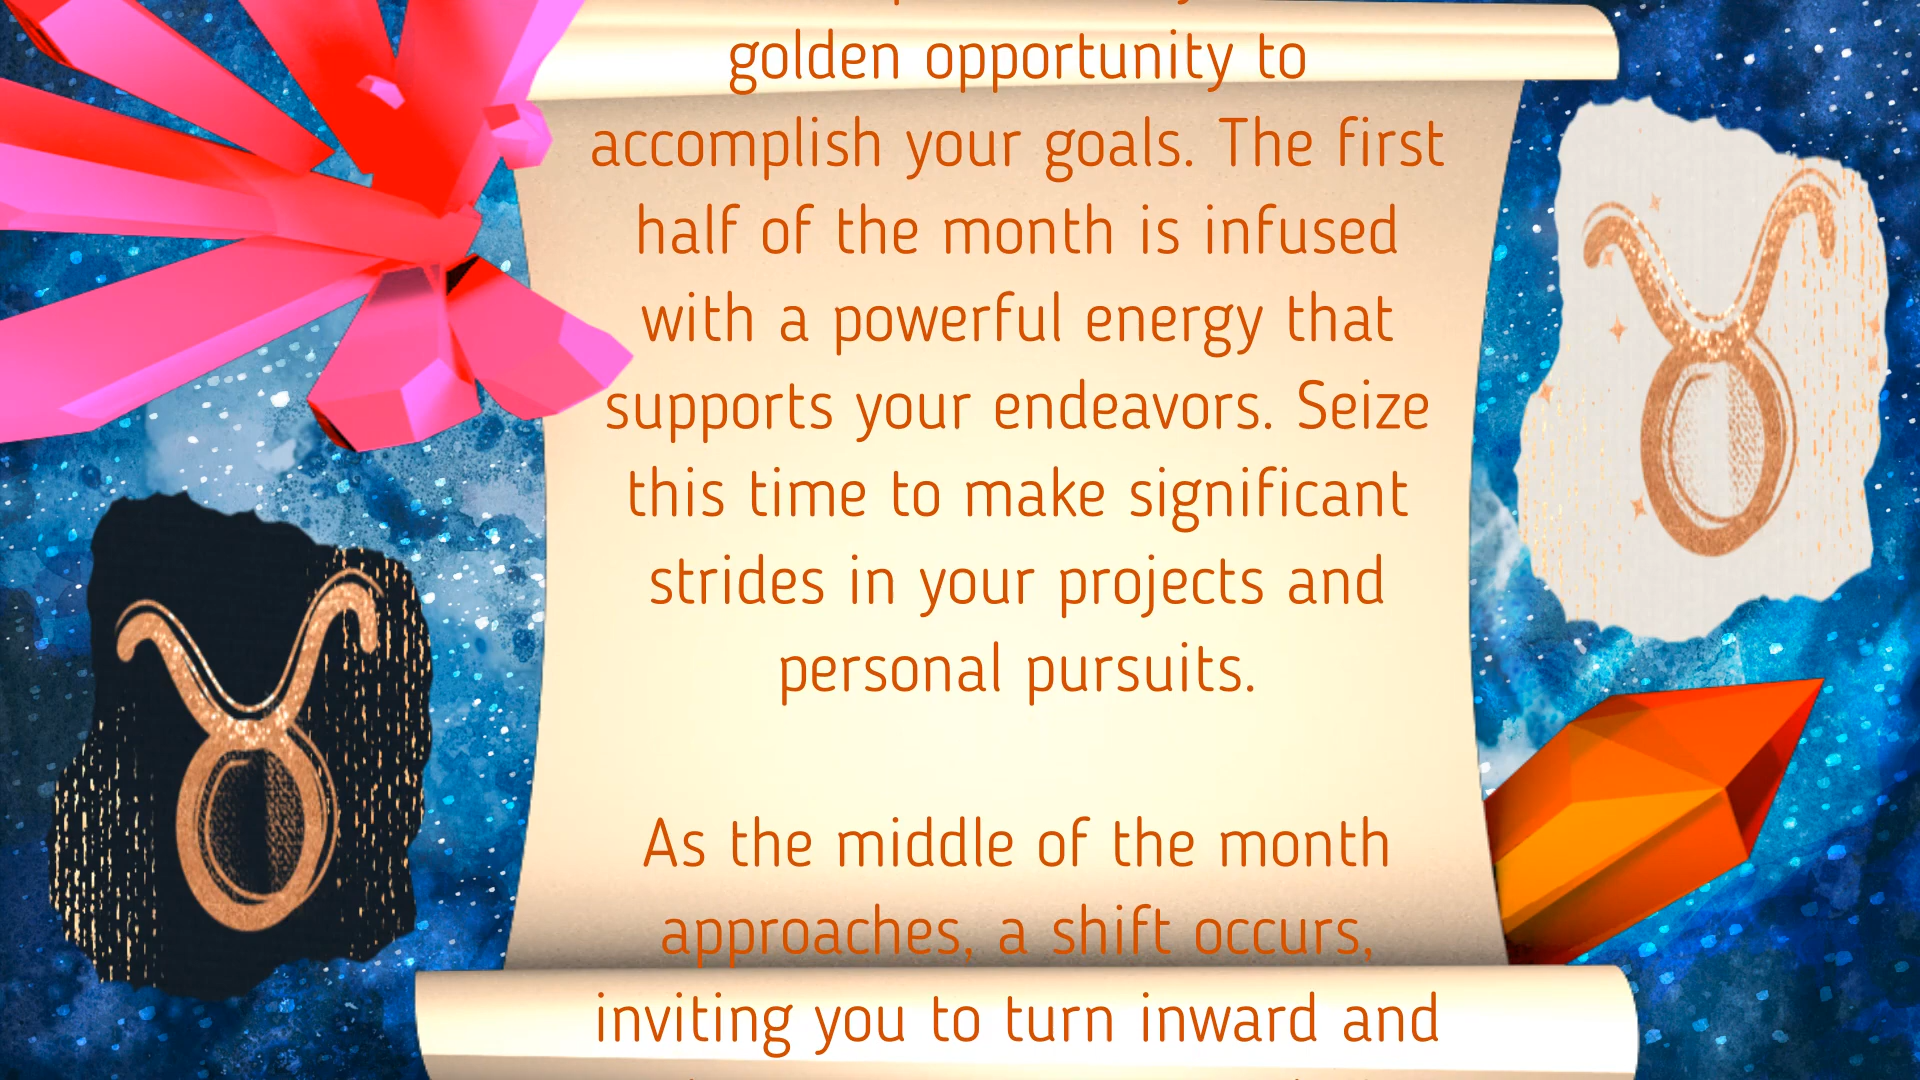 golden opportunity to
accomplish your goals. The first
half of the month is infused
with a powerful energy that
supports your endeavors. Seize
this time to make significant
strides in your projects and
personal pursuits.
As the middle of the month
approaches, a shift occurs,
inviting you to turn inward and